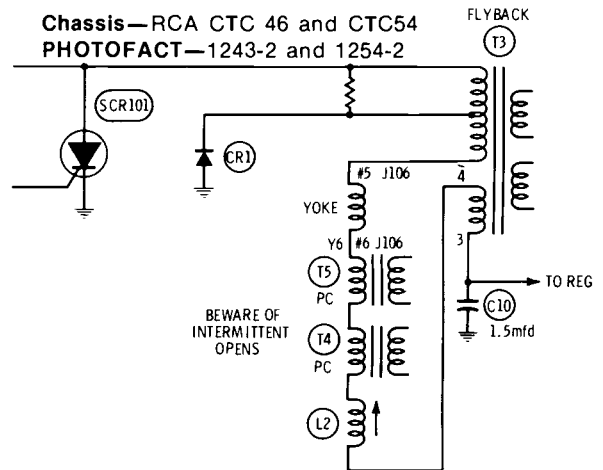 Chassis—RCA CTC 46 and CTC54
PHOTOFACT—1243-2 and 1254-2
FLYBACK
T3
SCR101
CR1
#5 J106
4
YOKE
3
Y6 #6 J106
T5
PC
TO REG
C10
1.5mfd
BEWARE OF
INTERMITTENT
OPENS
T4
PC
L2